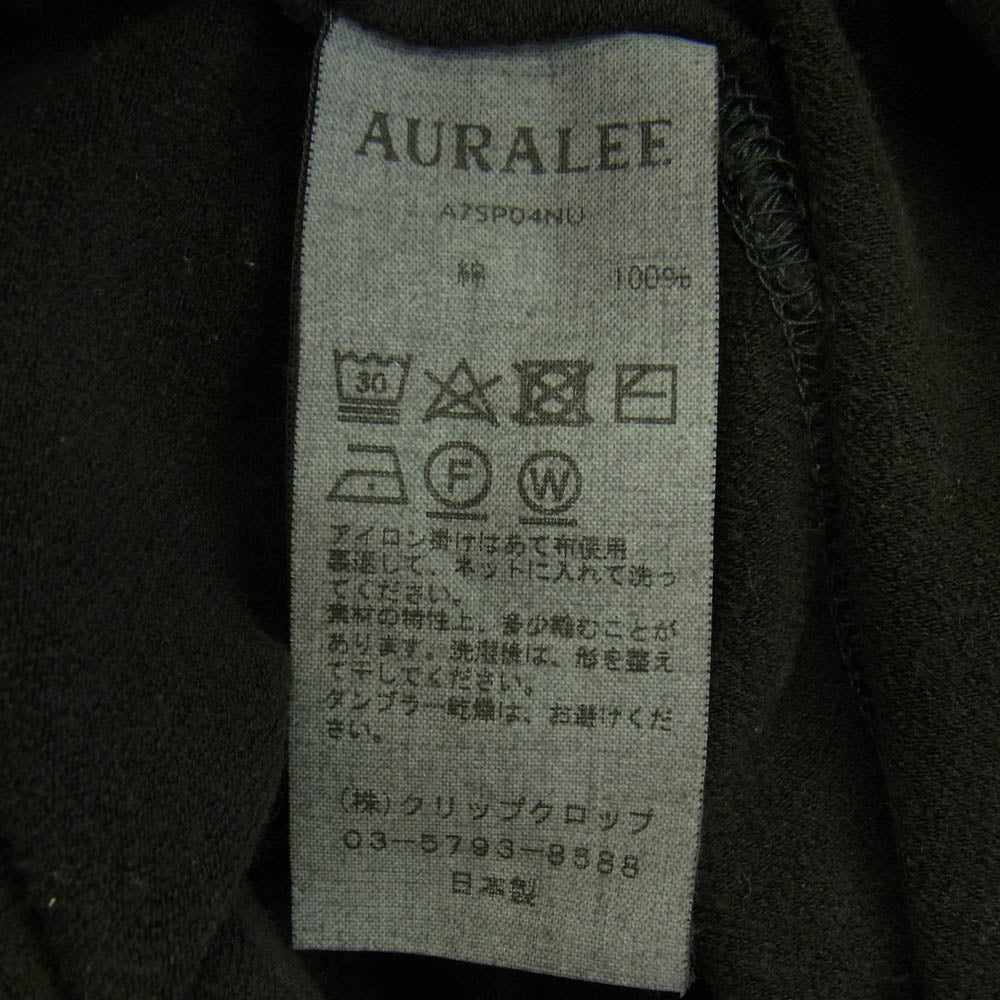 AURALEE
A7SP04NU
綿 100%
30
F W
アイロン掛けはあて布使用
裏返して、ネットに入れて洗っ
てください。
素材の特性上、多少縮むことが
あります。洗濯後は、形を整え
て干してください。
タンブラー乾燥は、お避けくだ
さい。
(株)クリップクロップ
03-5793-8588
日本製